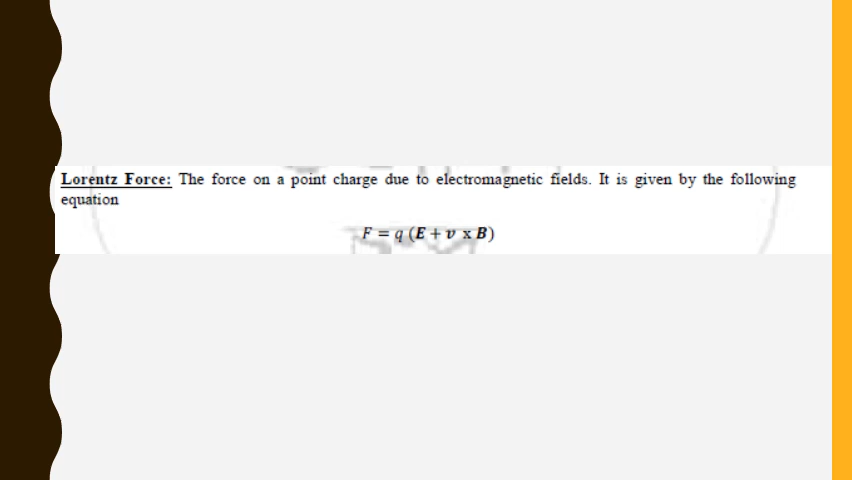 Lorentz Force: The force on a point charge due to electromagnetic fields. It is given by the following
equation
F = q (E + v x B)